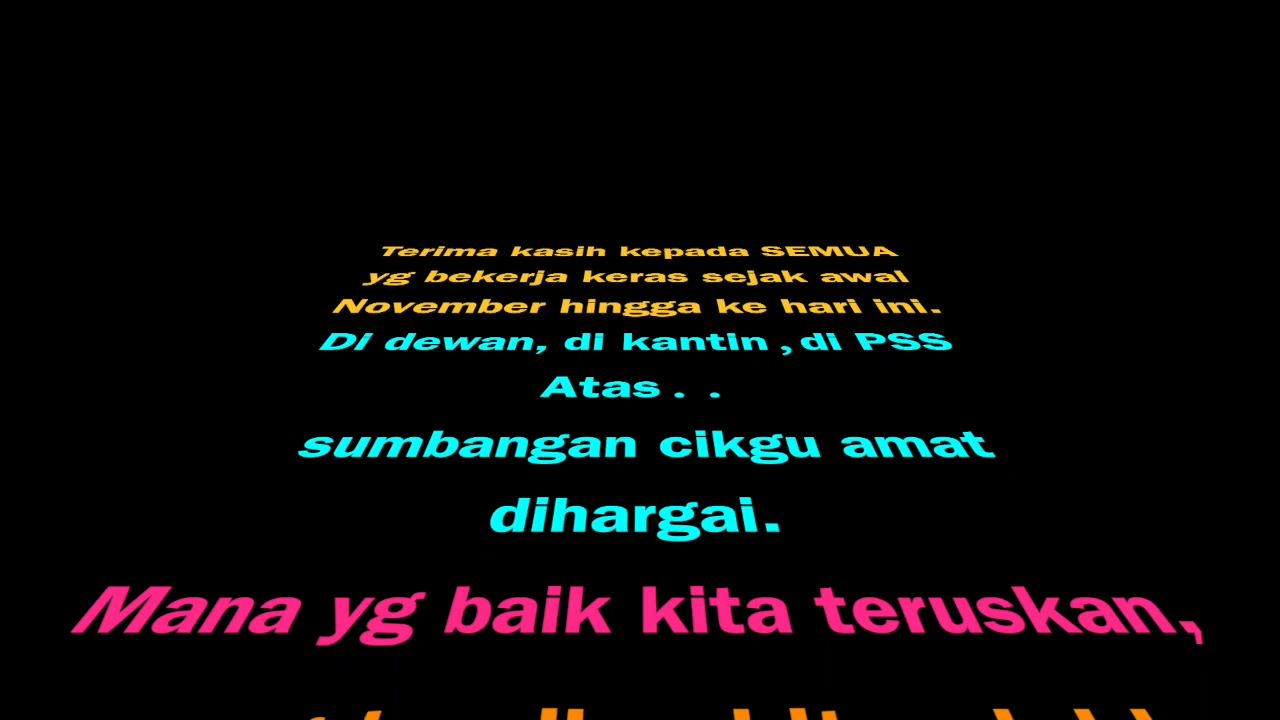 Terima kasih kepada SEMUA
yg bekerja keras sejak awal
November hingga ke hari ini.
Di dewan, di kantin , di PSS
Atas . .
sumbangan cikgu amat
dihargai.
Mana yg baik kita teruskan,